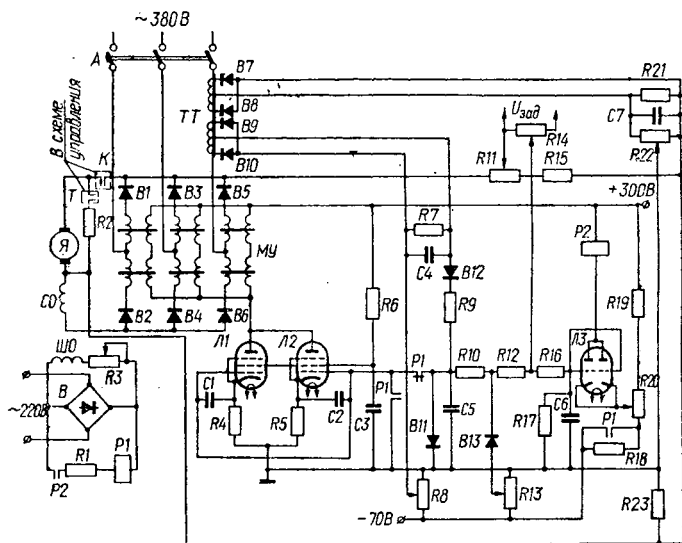 ~380В
А
В схеме
управления
К
Т
R2
Я
СО
ТТ
В7
В8
В9
В10
В1
В3
В5
МУ
В2
В4
В6
Uзад
R14
R11
R15
R21
С7
R22
+300В
R7
С4
В12
R9
R6
Р2
R19
Л1
Л2
Л3
R20
ШО
R3
В
~220В
Р2
R1
Р1
С1
R4
R5
С2
С3
Р1
Р1
R10
R12
R16
В11
С5
В13
R17
С6
Р1
R18
R8
R13
R23
-70В